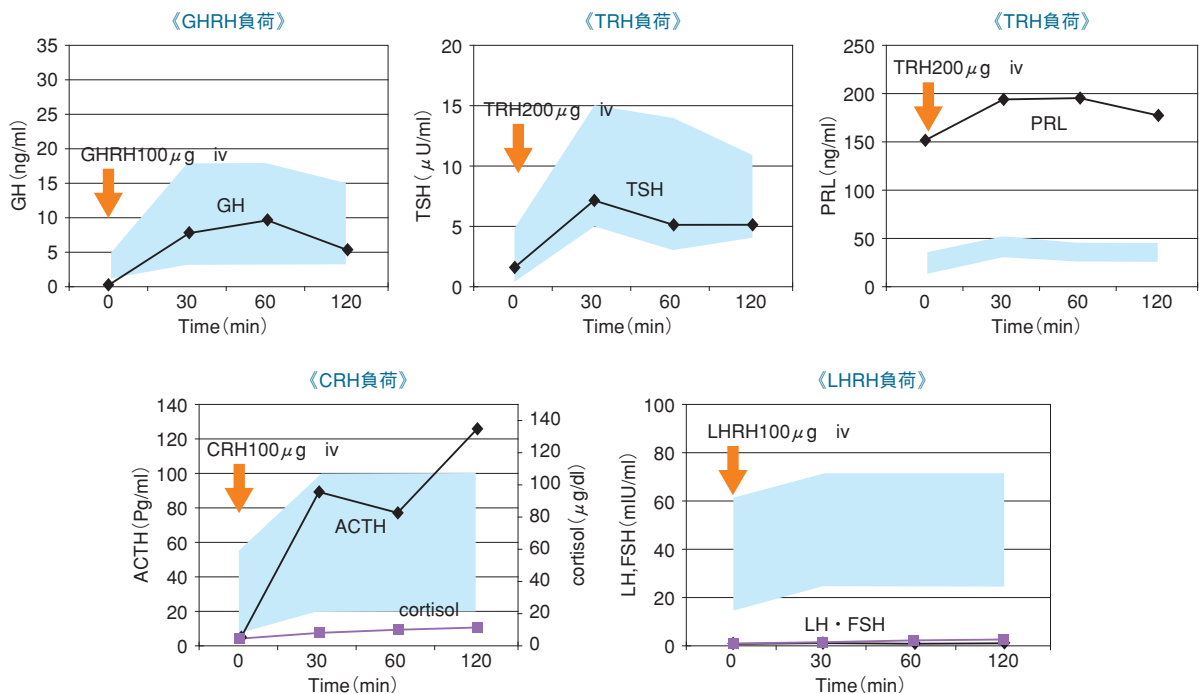 《GHRH負荷》
35
30
25
20
15
10
5
0
GH（ng/ml）
GHRH100μg iv
GH
0 30 60 120
Time（min）
《TRH負荷》
20
15
10
5
0
TSH（μU/ml）
TRH200μg iv
TSH
0 30 60 120
Time（min）
《TRH負荷》
250
200
150
100
50
0
PRL（ng/ml）
TRH200μg iv
PRL
0 30 60 120
Time（min）
《CRH負荷》
140
120
100
80
60
40
20
0
ACTH（Pg/ml）
CRH100μg iv
ACTH
cortisol
140
120
100
80
60
40
20
0
cortisol（μg/dl）
0 30 60 120
Time（min）
《LHRH負荷》
100
80
60
40
20
0
LH,FSH（mIU/ml）
LHRH100μg iv
LH・FSH
0 30 60 120
Time（min）